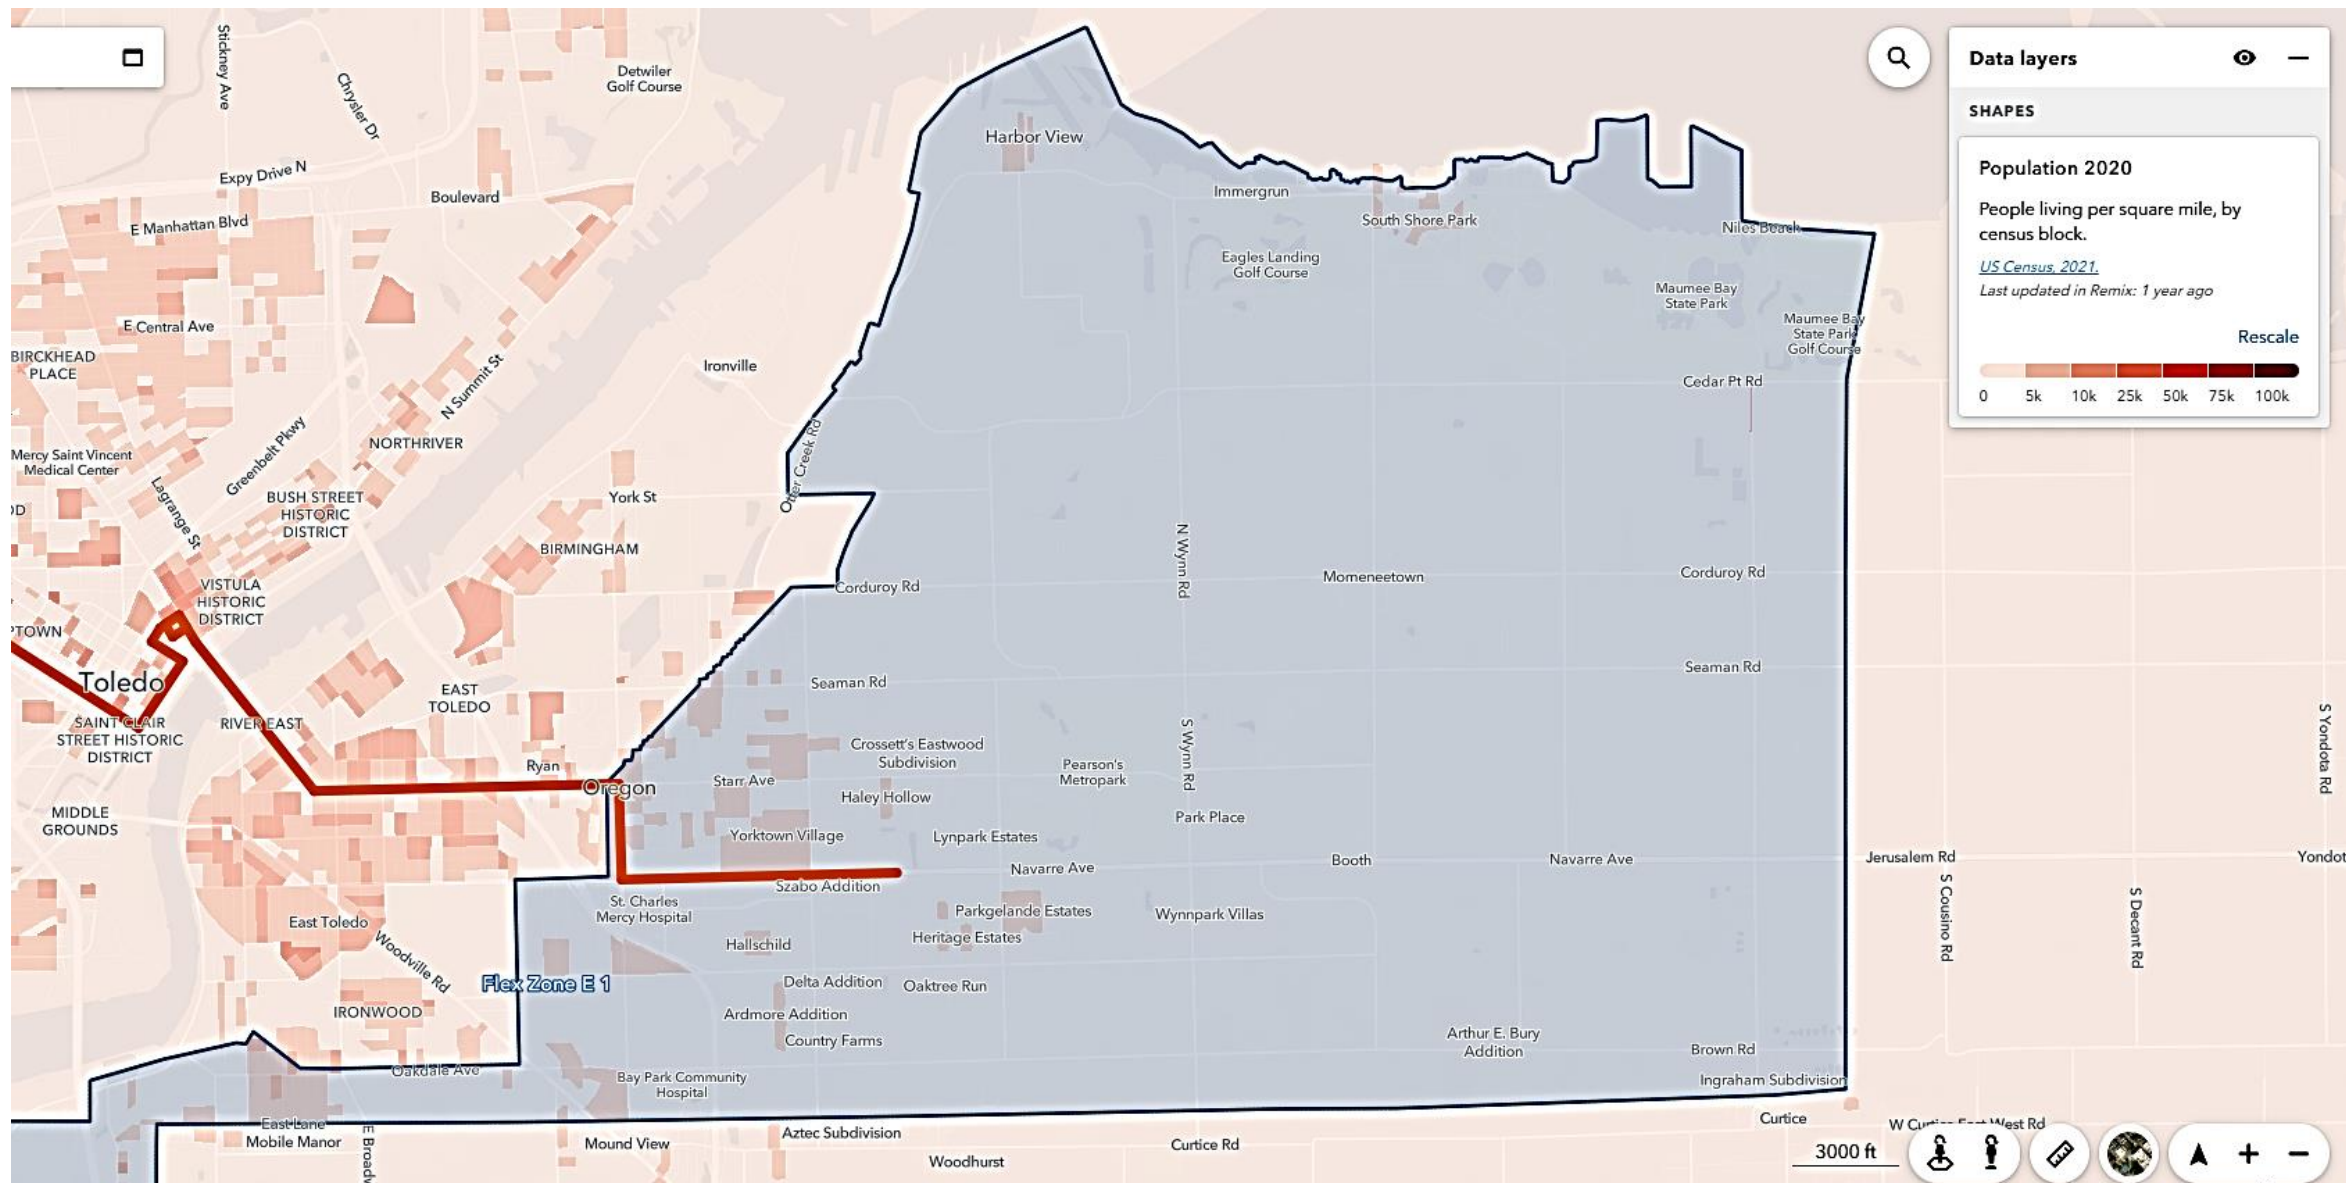 Stickney Ave
Chrysler Dr
Detwiler
Golf Course
Expy Drive N
Boulevard
E Manhattan Blvd
E Central Ave
BIRCKHEAD
PLACE
Ironville
N Summit St
NORTHRIVER
Greenbelt Pkwy
Mercy Saint Vincent
Medical Center
Lagrange St
BUSH STREET
HISTORIC
DISTRICT
York St
BIRMINGHAM
OD
VISTULA
HISTORIC
DISTRICT
PTOWN
Toledo
SAINT CLAIR
STREET HISTORIC
DISTRICT
RIVER EAST
EAST
TOLEDO
Ryan
Oregon
MIDDLE
GROUNDS
East Toledo
Woodville Rd
IRONWOOD
Flex Zone E 1
Oakdale Ave
East Lane
Mobile Manor
E Broadw
Mound View
Harbor View
Immergrun
South Shore Park
Eagles Landing
Golf Course
Niles Beach
Maumee Bay
State Park
Maumee Bay
State Park
Golf Course
Cedar Pt Rd
Otter Creek Rd
Corduroy Rd
N Wynn Rd
Momeneetown
Corduroy Rd
Seaman Rd
Seaman Rd
Crossett's Eastwood
Subdivision
Starr Ave
Haley Hollow
Pearson's
Metropark
S Wynn Rd
Park Place
Yorktown Village
Lynpark Estates
Navarre Ave
Booth
Navarre Ave
Szabo Addition
St. Charles
Mercy Hospital
Parkgelande Estates
Wynnpark Villas
Heritage Estates
Hallschild
Delta Addition
Oaktree Run
Ardmore Addition
Country Farms
Arthur E. Bury
Addition
Brown Rd
Bay Park Community
Hospital
Ingraham Subdivision
Aztec Subdivision
Woodhurst
Curtice Rd
Curtice
W Curtice East West Rd
Jerusalem Rd
Yondot
S Cousino Rd
S Decant Rd
S Yondota Rd
3000 ft
Data layers
SHAPES
Population 2020
People living per square mile, by
census block.
US Census, 2021.
Last updated in Remix: 1 year ago
Rescale
0 5k 10k 25k 50k 75k 100k